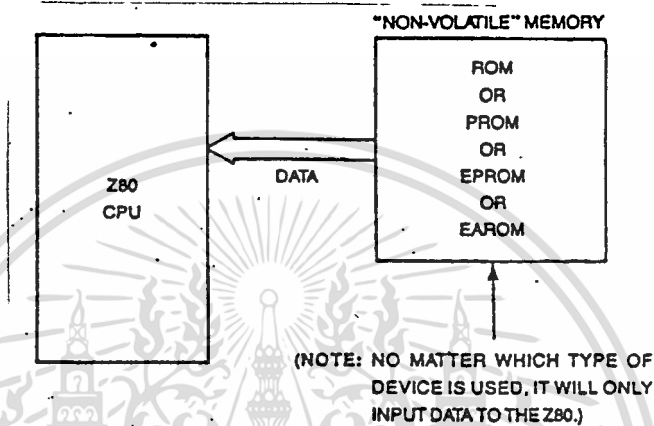 "NON-VOLATILE" MEMORY
ROM
OR
PROM
OR
EPROM
OR
EAROM
DATA
Z80
CPU
(NOTE: NO MATTER WHICH TYPE OF
DEVICE IS USED, IT WILL ONLY
INPUT DATA TO THE Z80.)